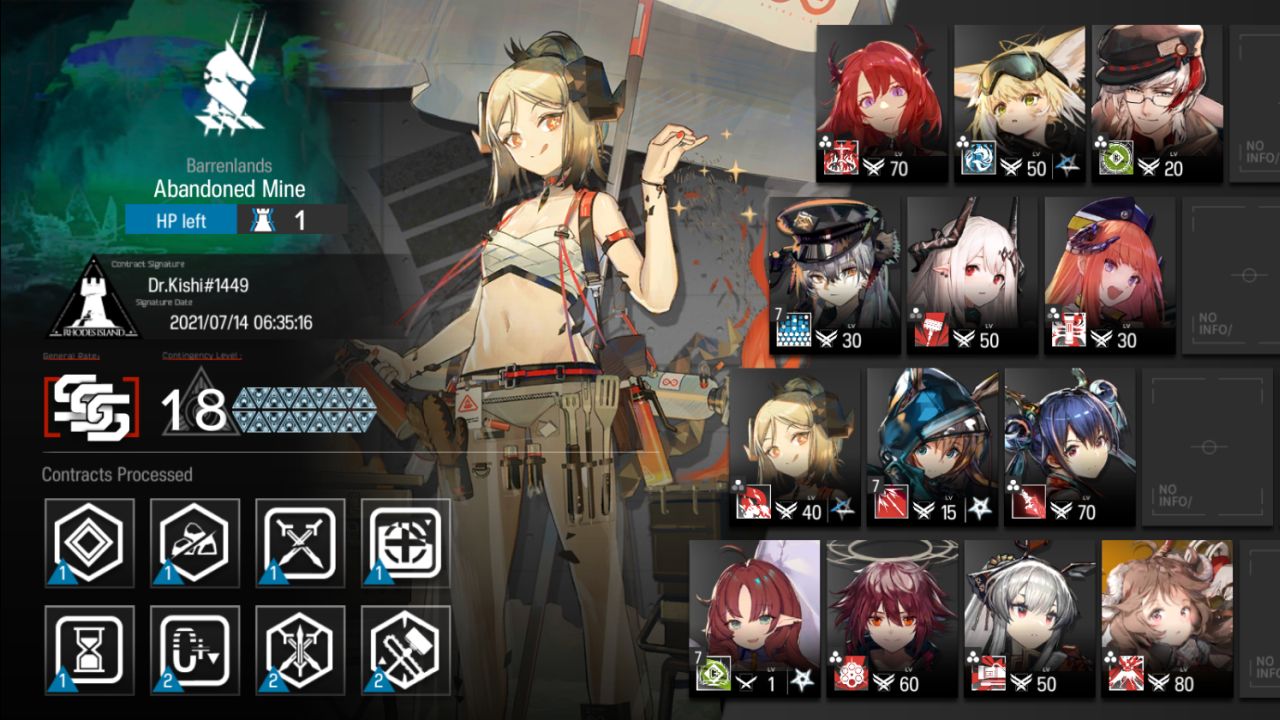 Barrenlands
Abandoned Mine
HP left 1
Contract Signature
Dr.Kishi#1449
Signature Date
2021/07/14 06:35:16
RHODES ISLAND
General Rate:
Contingency Level:
SSS
18
Contracts Processed
1 1 1 1
1 2 2 2
LV 70
LV 50
LV 20
NO INFO/
7 LV 30
LV 50
LV 30
NO INFO/
LV 40
7 LV 15
LV 70
NO INFO/
7 LV 1
LV 60
LV 50
LV 80
NO